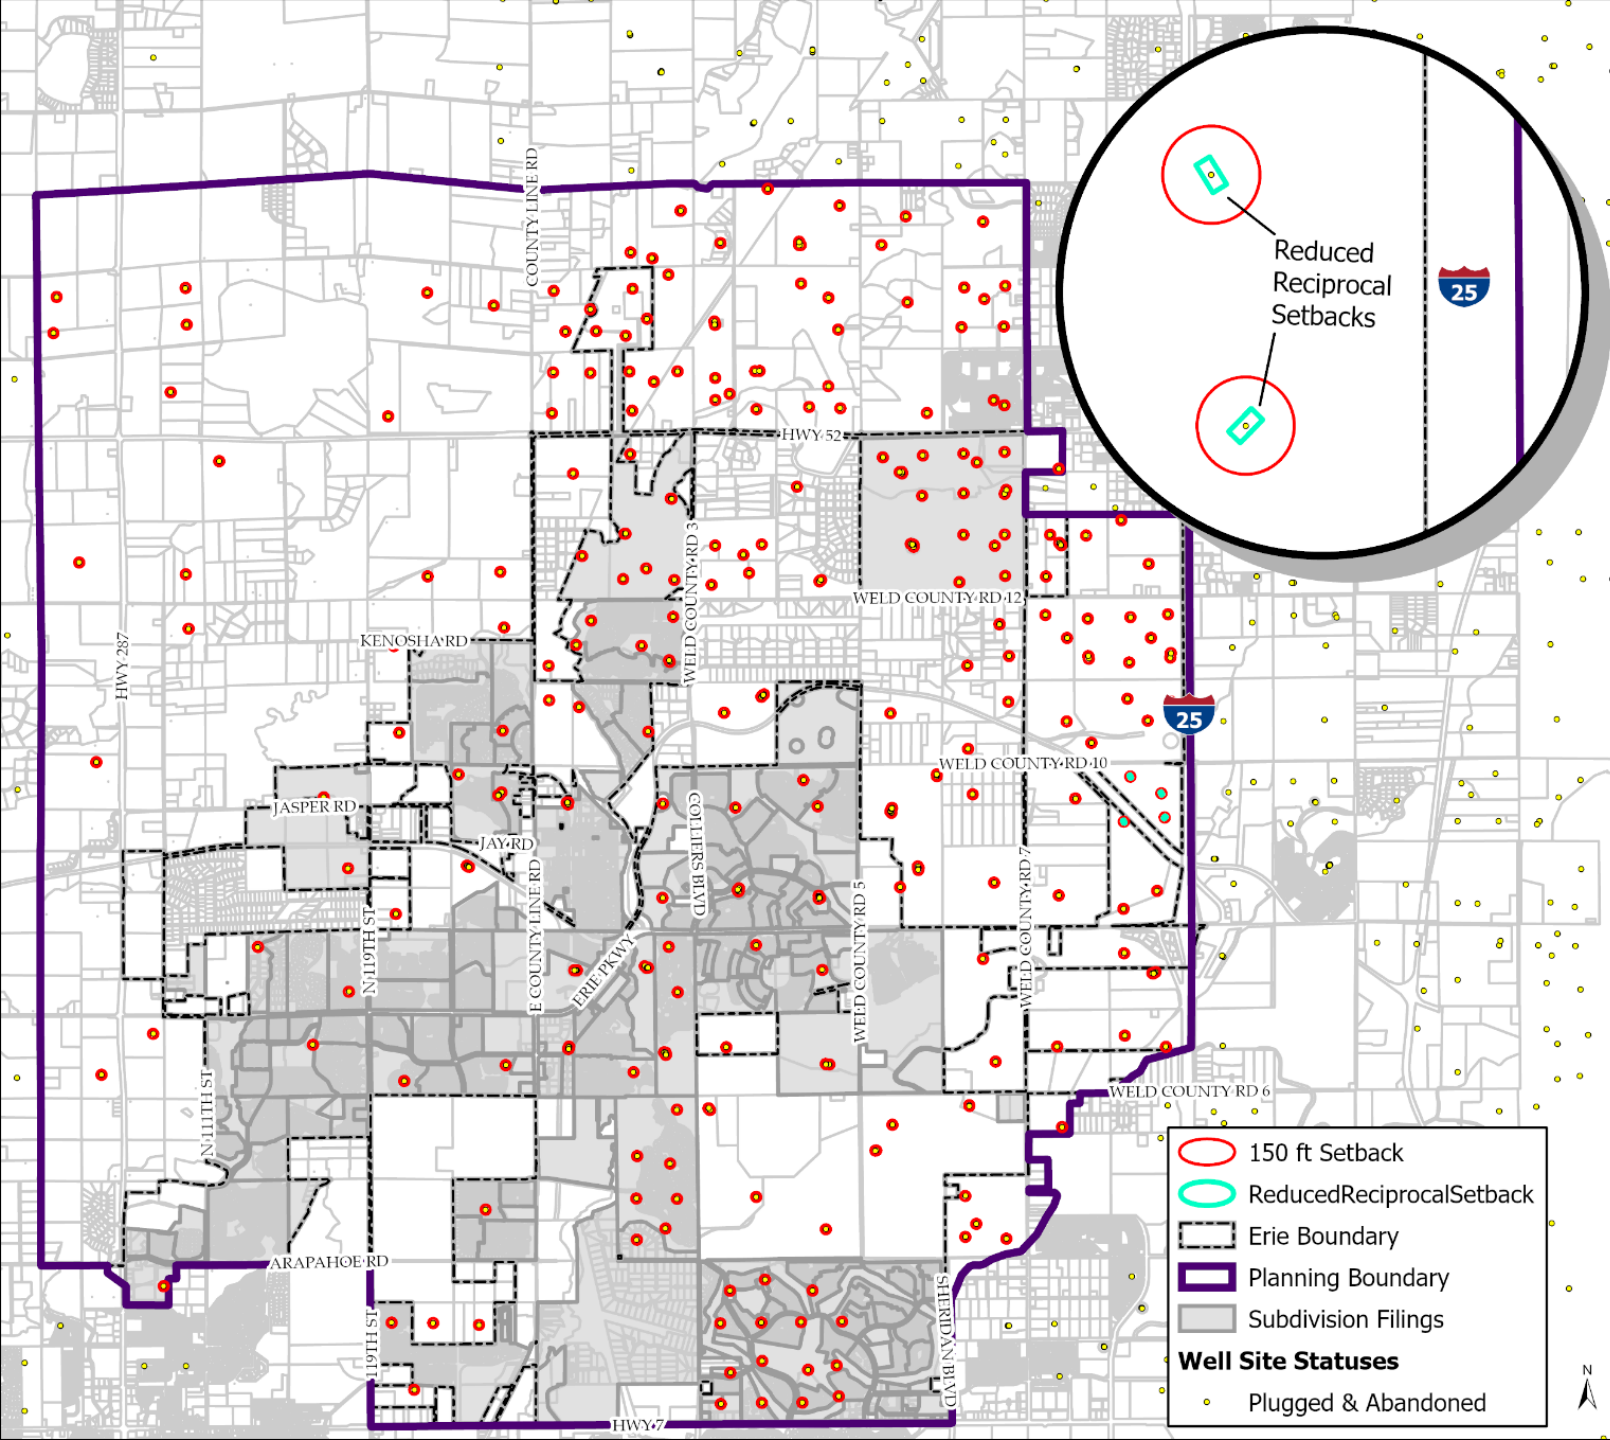 COUNTY LINE RD
Reduced
Reciprocal
Setbacks
25
HWY 52
WELD COUNTY RD 3
WELD COUNTY RD 12
KENOSHA RD
HWY 287
25
WELD COUNTY RD 10
JASPER RD
JAY RD
COLLIERS BLVD
E COUNTY LINE RD
WELD COUNTY RD 5
WELD COUNTY RD 7
N 119TH ST
ERIE PKWY
N 111TH ST
WELD COUNTY RD 6
ARAPAHOE RD
119TH ST
SHERIDAN BLVD
HWY 7
150 ft Setback
ReducedReciprocalSetback
Erie Boundary
Planning Boundary
Subdivision Filings
Well Site Statuses
Plugged & Abandoned
N